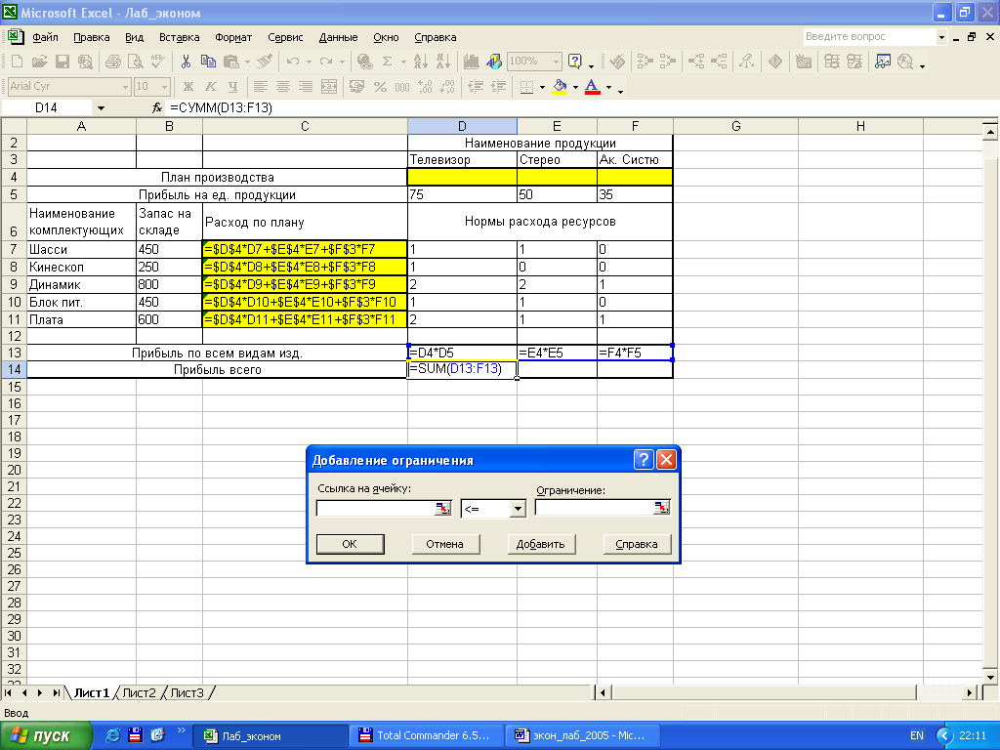 Microsoft Excel - Лаб_эконом
Файл Правка Вид Вставка Формат Сервис Данные Окно Справка
Введите вопрос
100%
Arial Cyr 10 Ж К Ч % 000
D14 fx =СУММ(D13:F13)
A B C D E F G H
2 Наименование продукции
3 Телевизор Стерео Ак. Систю
4 План производства
5 Прибыль на ед. продукции 75 50 35
6 Наименование комплектующих Запас на складе Расход по плану Нормы расхода ресурсов
7 Шасси 450 =$D$4*D7+$E$4*E7+$F$3*F7 1 1 0
8 Кинескоп 250 =$D$4*D8+$E$4*E8+$F$3*F8 1 0 0
9 Динамик 800 =$D$4*D9+$E$4*E9+$F$3*F9 2 2 1
10 Блок пит. 450 =$D$4*D10+$E$4*E10+$F$3*F10 1 1 0
11 Плата 600 =$D$4*D11+$E$4*E11+$F$3*F11 2 1 1
12
13 Прибыль по всем видам изд. =D4*D5 =E4*E5 =F4*F5
14 Прибыль всего =SUM(D13:F13)
15
16
17
18
19
20
21
22
23
24
25
26
27
28
29
30
31
32
Добавление ограничения
Ссылка на ячейку: Ограничение:
<=
ОК Отмена Добавить Справка
Лист1 Лист2 Лист3
Ввод
пуск Лаб_эконом Total Commander 6.5... экон_лаб_2005 - Mic... EN 22:11